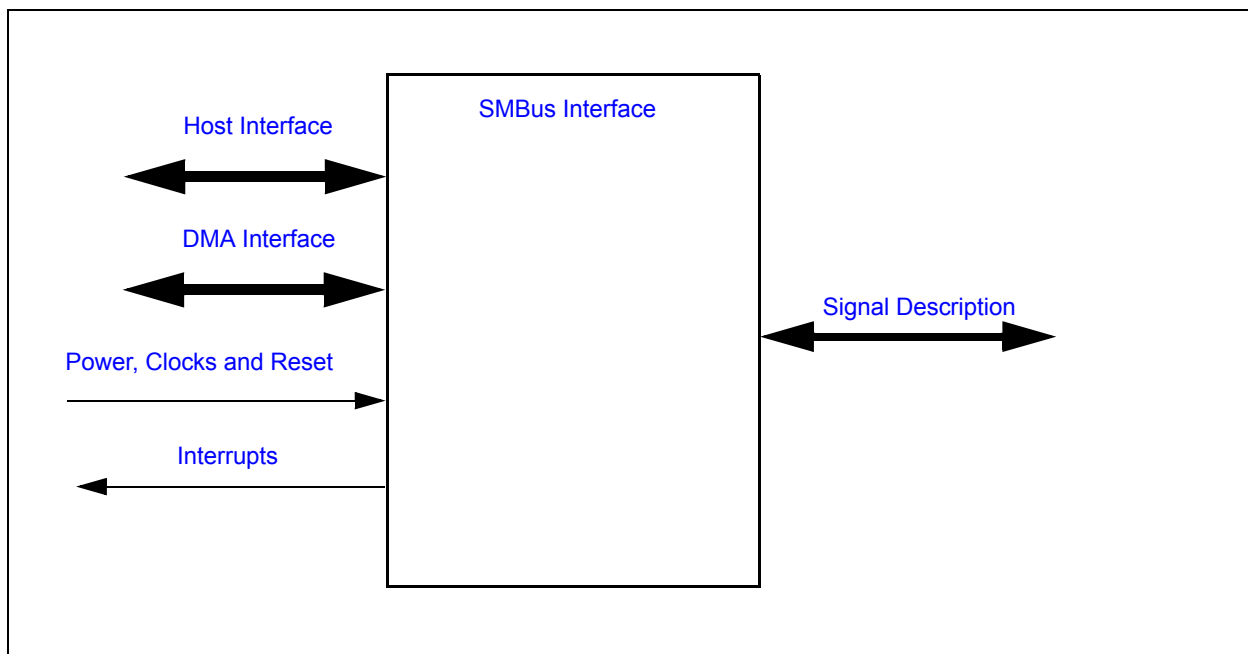 SMBus Interface
Host Interface
DMA Interface
Signal Description
Power, Clocks and Reset
Interrupts